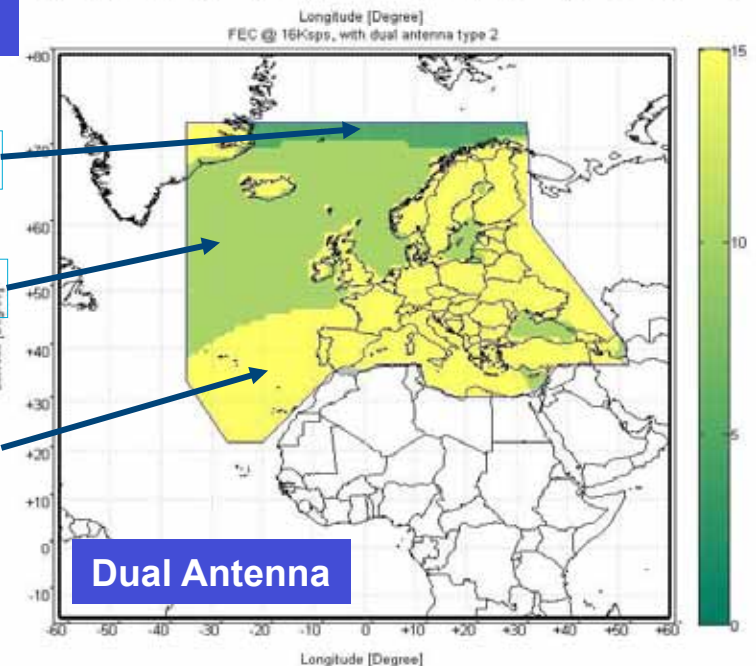 Longitude [Degree]
FEC @ 16Ksps, with dual antenna type 2
+80
+70
+60
+50
+40
+30
+20
+10
0
-10
15
10
5
0
Dual Antenna
-60 -50 -40 -30 -20 -10 0 +10 +20 +30 +40 +50 +60
Longitude [Degree]